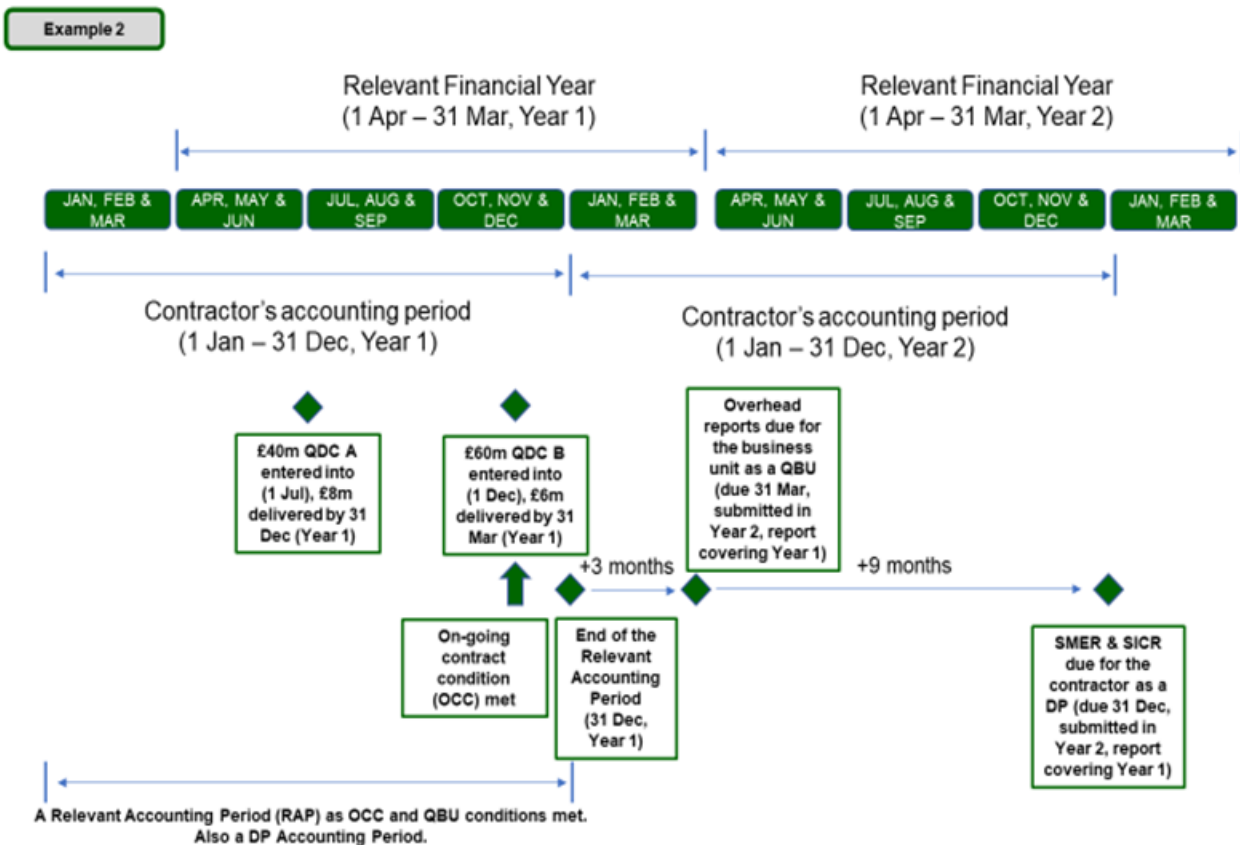 Example 2
Relevant Financial Year
(1 Apr – 31 Mar, Year 1)
Relevant Financial Year
(1 Apr – 31 Mar, Year 2)
JAN, FEB &
MAR
APR, MAY &
JUN
JUL, AUG &
SEP
OCT, NOV &
DEC
JAN, FEB &
MAR
APR, MAY &
JUN
JUL, AUG &
SEP
OCT, NOV &
DEC
JAN, FEB &
MAR
Contractor's accounting period
(1 Jan – 31 Dec, Year 1)
Contractor's accounting period
(1 Jan – 31 Dec, Year 2)
£40m QDC A
entered into
(1 Jul), £8m
delivered by 31
Dec (Year 1)
£60m QDC B
entered into
(1 Dec), £6m
delivered by 31
Mar (Year 1)
Overhead
reports due for
the business
unit as a QBU
(due 31 Mar,
submitted in
Year 2, report
covering Year 1)
+3 months
+9 months
On-going
contract
condition
(OCC) met
End of the
Relevant
Accounting
Period
(31 Dec,
Year 1)
SMER & SICR
due for the
contractor as a
DP (due 31 Dec,
submitted in
Year 2, report
covering Year 1)
A Relevant Accounting Period (RAP) as OCC and QBU conditions met.
Also a DP Accounting Period.